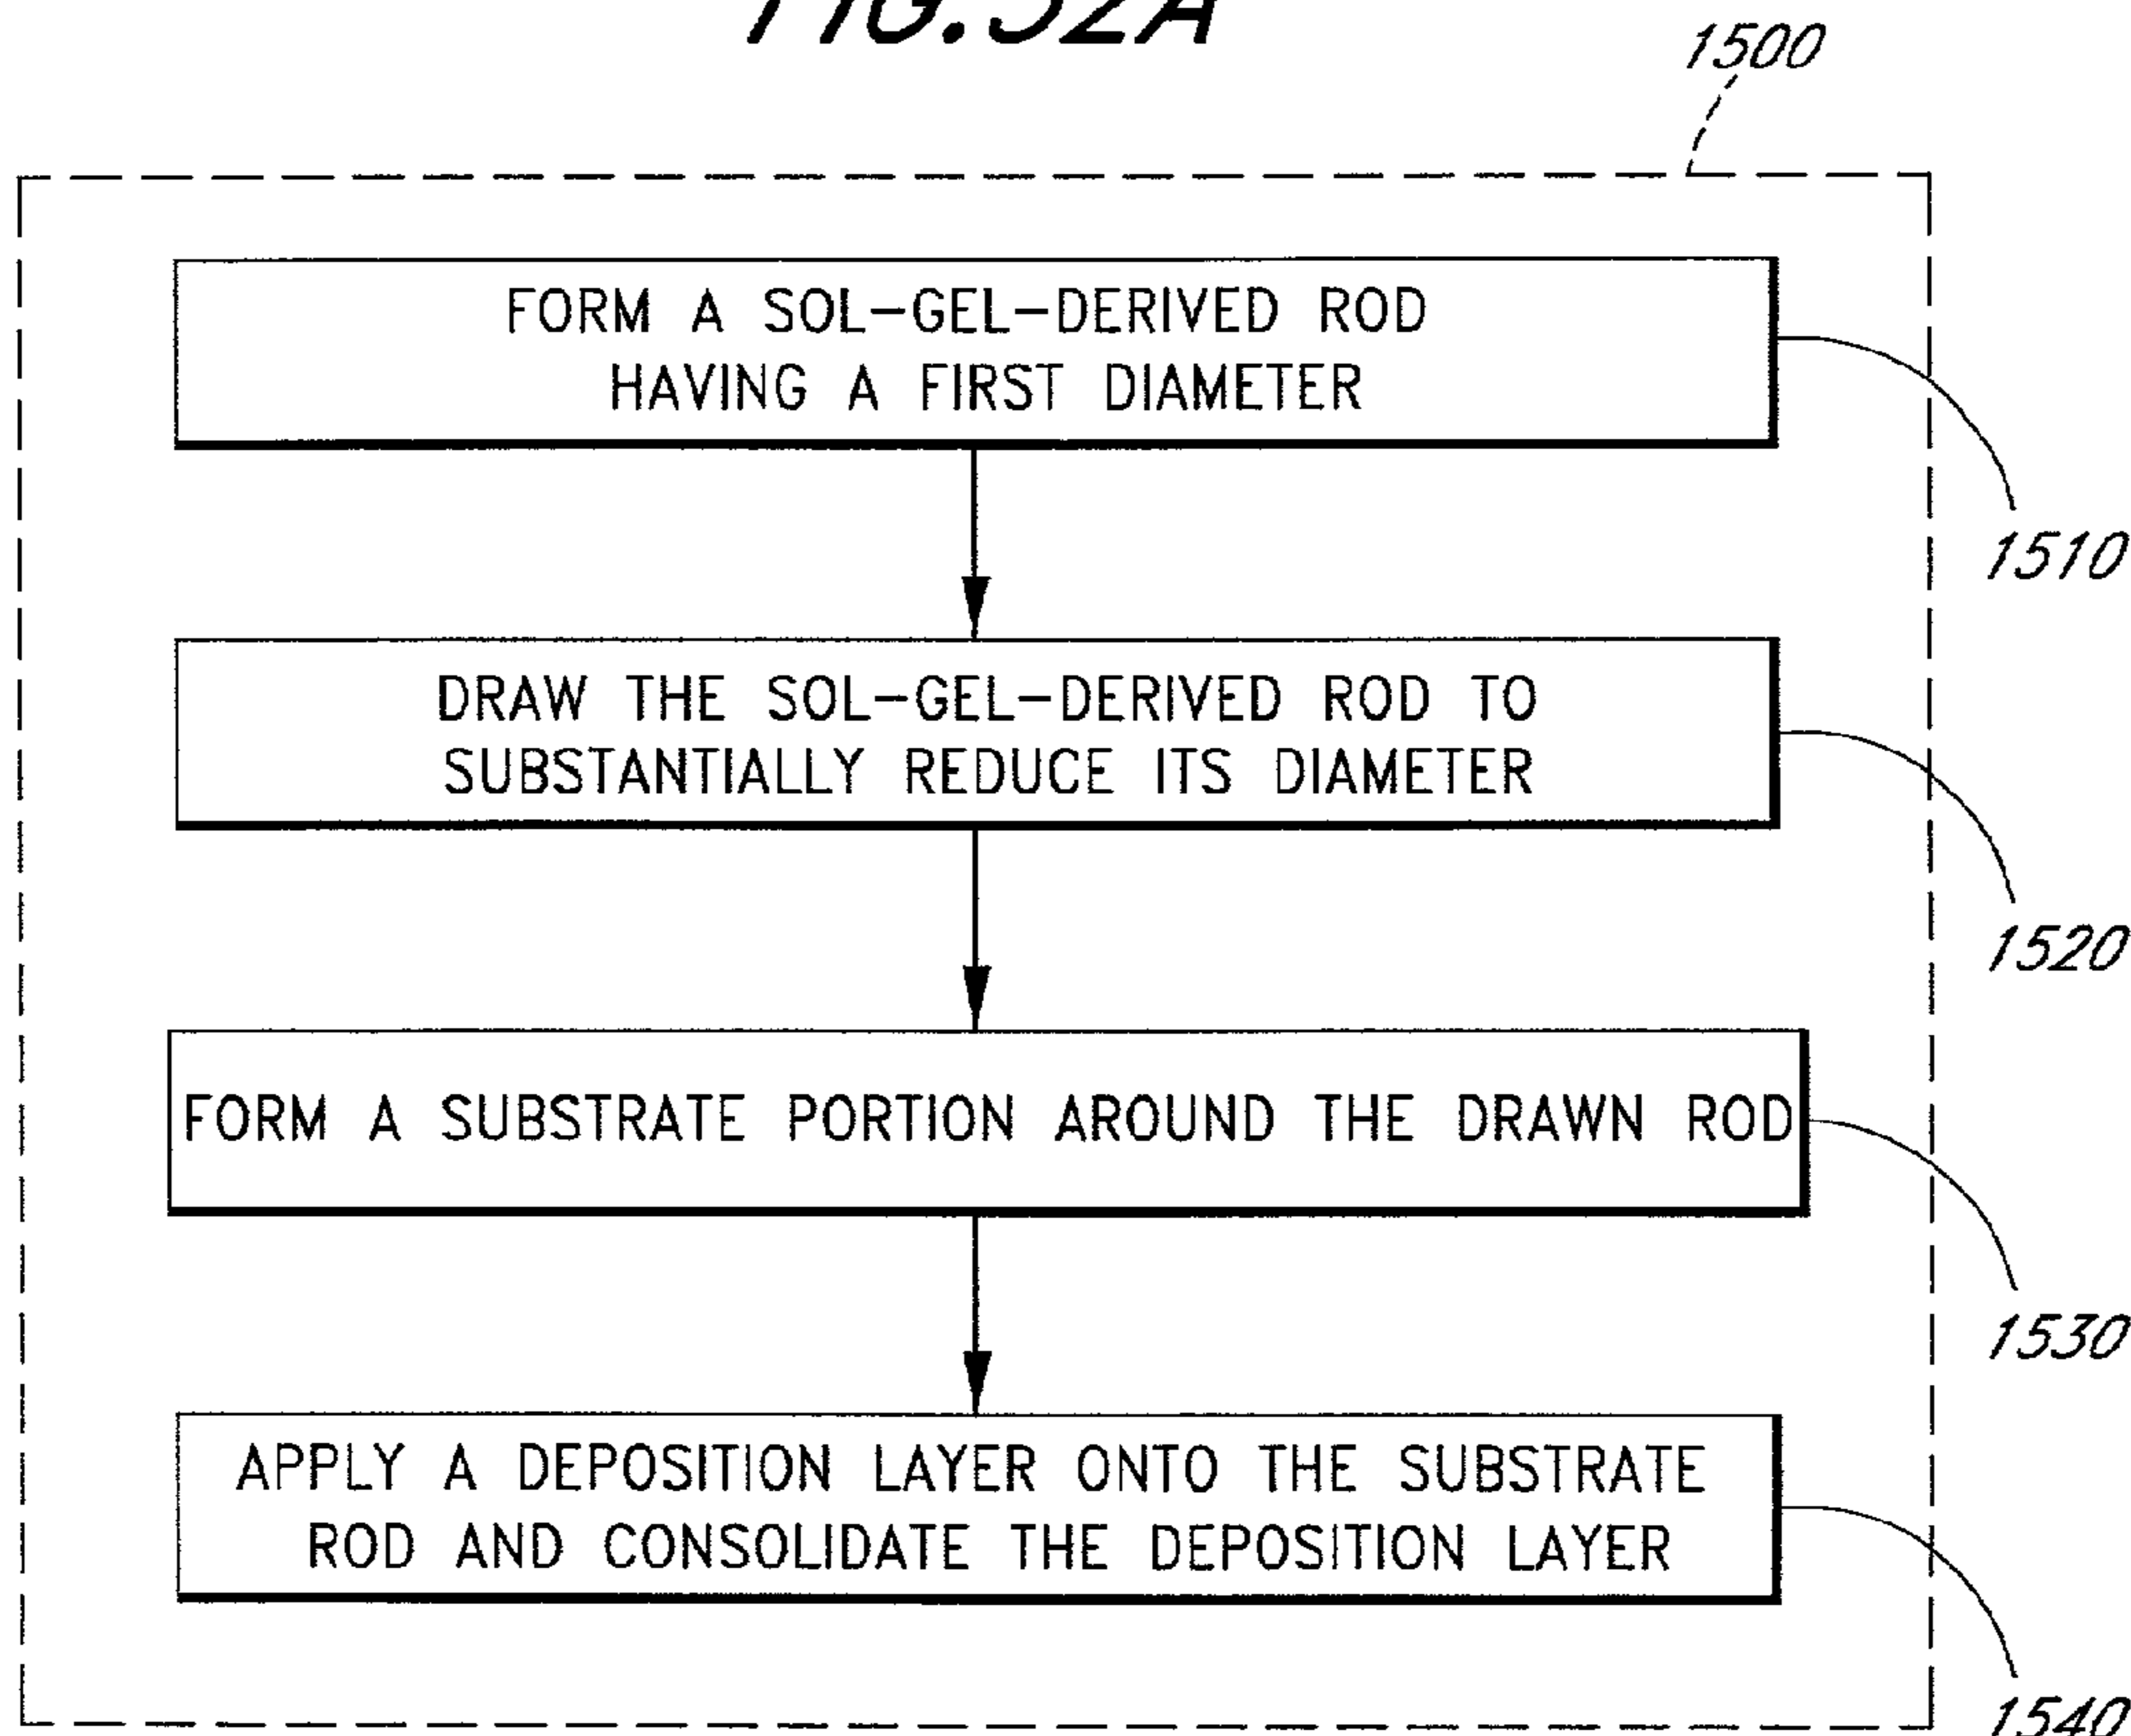 FIG. 32A
1500
FORM A SOL-GEL-DERIVED ROD
HAVING A FIRST DIAMETER
1510
DRAW THE SOL-GEL-DERIVED ROD TO
SUBSTANTIALLY REDUCE ITS DIAMETER
1520
FORM A SUBSTRATE PORTION AROUND THE DRAWN ROD
1530
APPLY A DEPOSITION LAYER ONTO THE SUBSTRATE
ROD AND CONSOLIDATE THE DEPOSITION LAYER
1540